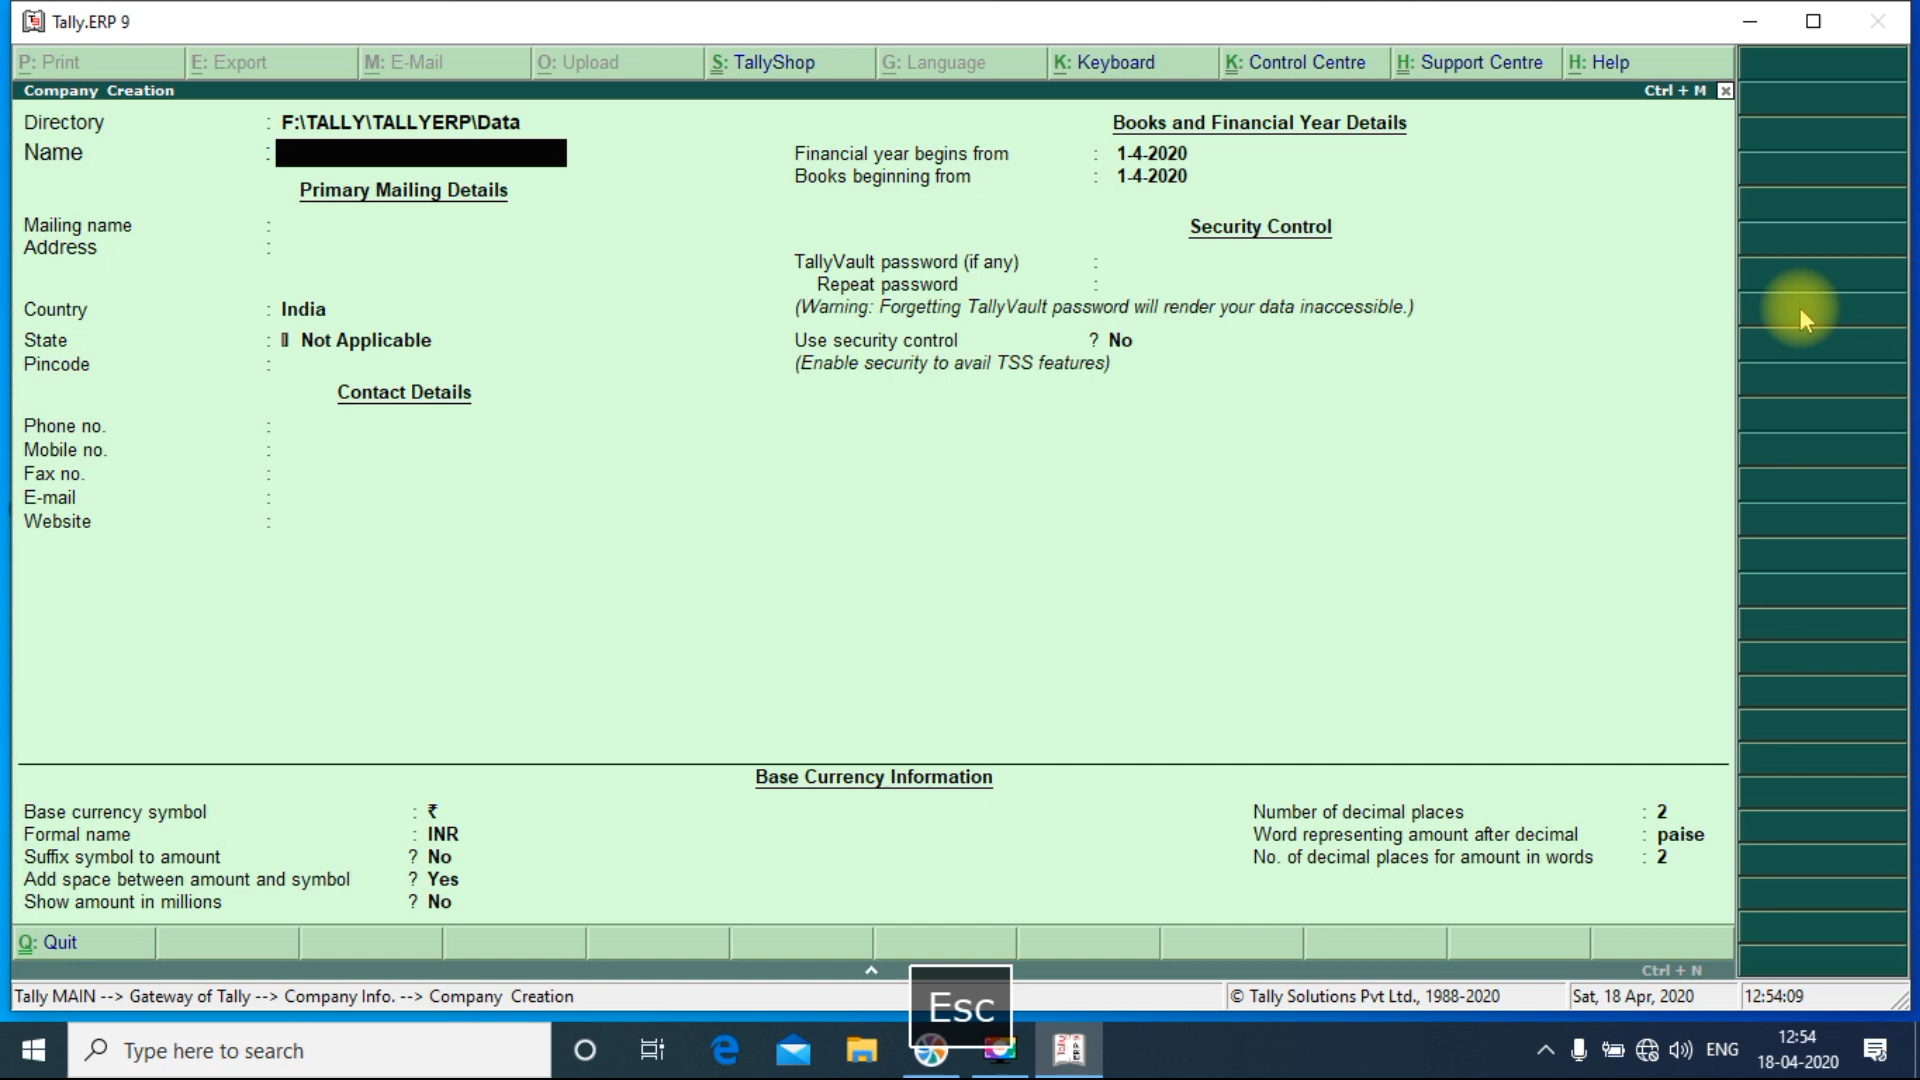 Tally.ERP 9
P: Print E: Export M: E-Mail O: Upload S: TallyShop G: Language K: Keyboard K: Control Centre H: Support Centre H: Help
Company Creation Ctrl + M
Directory : F:\TALLY\TALLYERP\Data
Name :
Primary Mailing Details
Mailing name :
Address :
Country : India
State : Not Applicable
Pincode :
Contact Details
Phone no. :
Mobile no. :
Fax no. :
E-mail :
Website :
Books and Financial Year Details
Financial year begins from : 1-4-2020
Books beginning from : 1-4-2020
Security Control
TallyVault password (if any) :
Repeat password :
(Warning: Forgetting TallyVault password will render your data inaccessible.)
Use security control ? No
(Enable security to avail TSS features)
Base Currency Information
Base currency symbol : ₹
Formal name : INR
Suffix symbol to amount ? No
Add space between amount and symbol ? Yes
Show amount in millions ? No
Number of decimal places : 2
Word representing amount after decimal : paise
No. of decimal places for amount in words : 2
Q: Quit
Ctrl + N
Esc
Tally MAIN --> Gateway of Tally --> Company Info. --> Company Creation
© Tally Solutions Pvt Ltd., 1988-2020 Sat, 18 Apr, 2020 12:54:09
Type here to search
ENG
12:54
18-04-2020